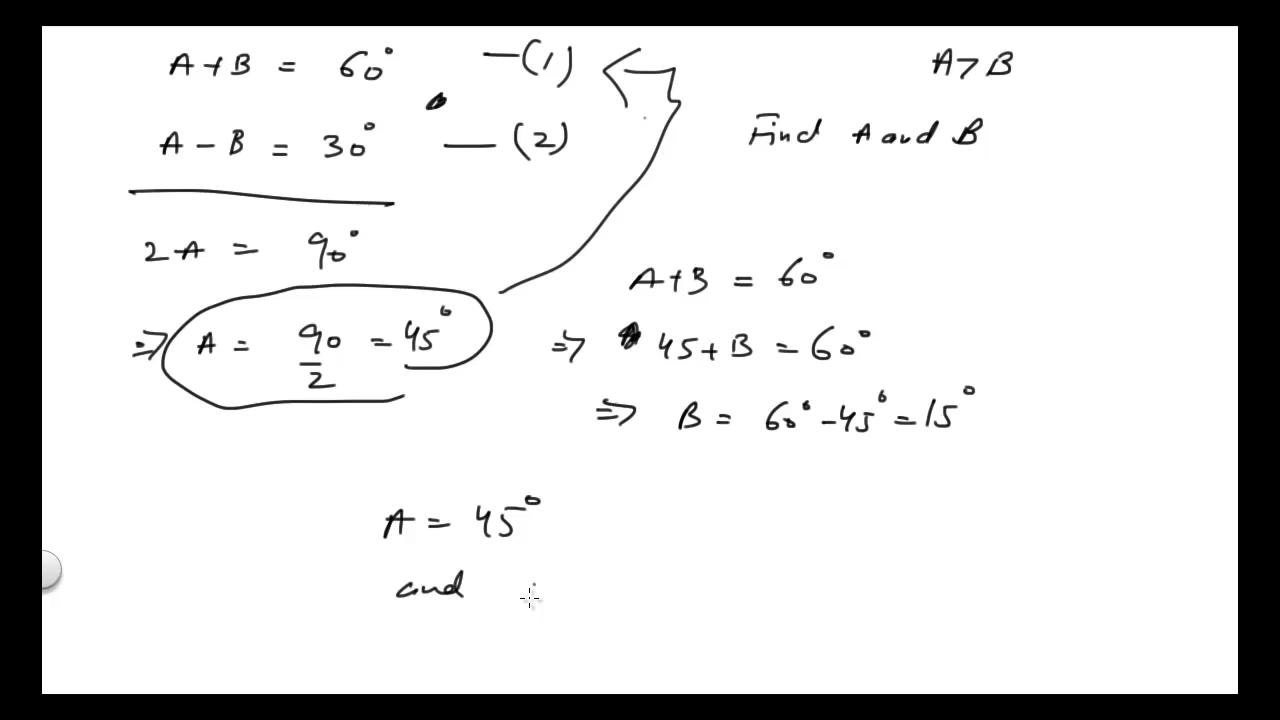 A+B = 60° —(1)
A - B = 30° —(2)
2A = 90°
⇒ A = 90/2 = 45°
A > B
Find A and B
A+B = 60°
⇒ 45+B = 60°
⇒ B = 60° - 45° = 15°
A = 45°
and